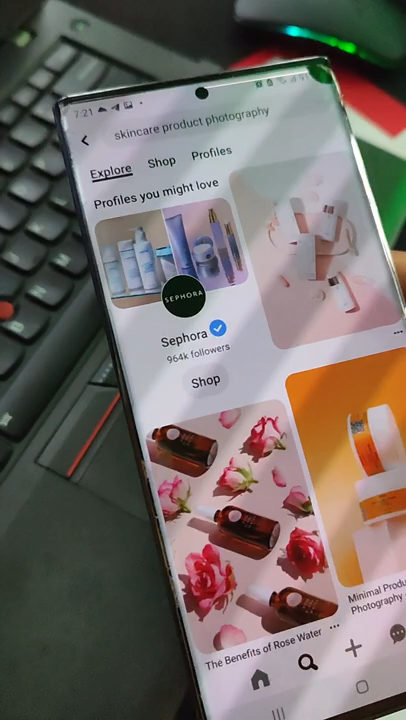 7:21
skincare product photography
Explore
Shop
Profiles
Profiles you might love
SEPHORA
Sephora
964k followers
Shop
The Benefits of Rose Water
Minimal Produ
Photography